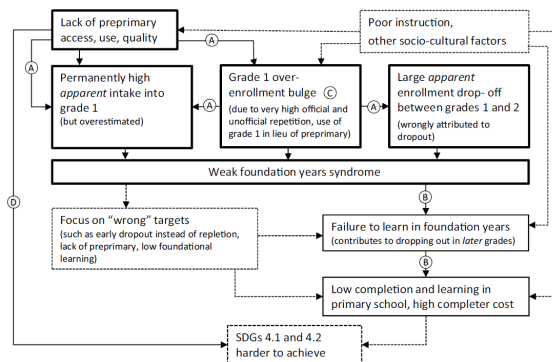 Lack of preprimary
access, use, quality
Poor instruction,
other socio-cultural factors
A
A
Permanently high
apparent intake into
grade 1
(but overestimated)
A
Grade 1 over-
enrollment bulge C
(due to very high official and
unofficial repetition, use of
grade 1 in lieu of preprimary)
A
Large apparent
enrollment drop- off
between grades 1 and 2
(wrongly attributed to
dropout)
Weak foundation years syndrome
D
B
Focus on “wrong” targets
(such as early dropout instead of repletion,
lack of preprimary, low foundational
learning)
Failure to learn in foundation years
(contributes to dropping out in later grades)
B
Low completion and learning in
primary school, high completer cost
SDGs 4.1 and 4.2
harder to achieve